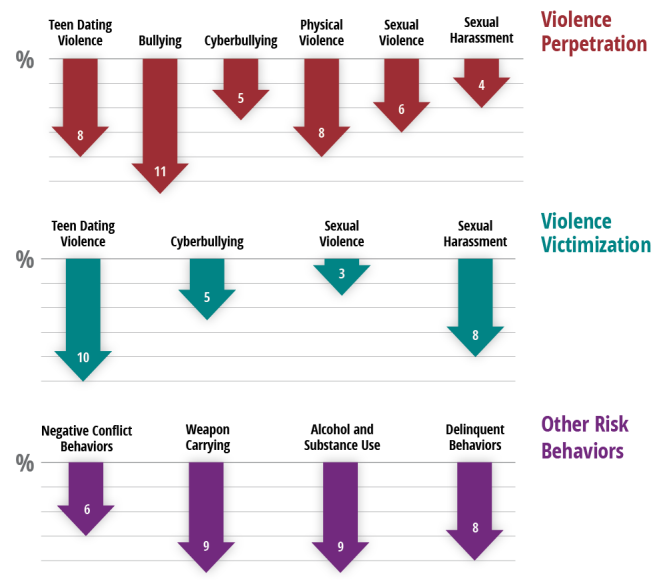 Teen Dating
Violence
Bullying
Cyberbullying
Physical
Violence
Sexual
Violence
Sexual
Harassment
Violence
Perpetration
%
8
11
5
8
6
4
Teen Dating
Violence
Cyberbullying
Sexual
Violence
Sexual
Harassment
Violence
Victimization
%
10
5
3
8
Negative Conflict
Behaviors
Weapon
Carrying
Alcohol and
Substance Use
Delinquent
Behaviors
Other Risk
Behaviors
%
6
9
9
8